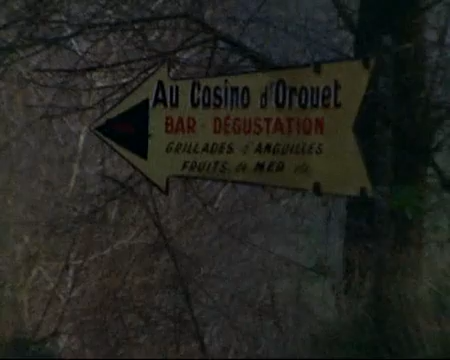 Au Casino d'Orouet
BAR - DÉGUSTATION
GRILLADES d'ANGUILLES
FRUITS de MER